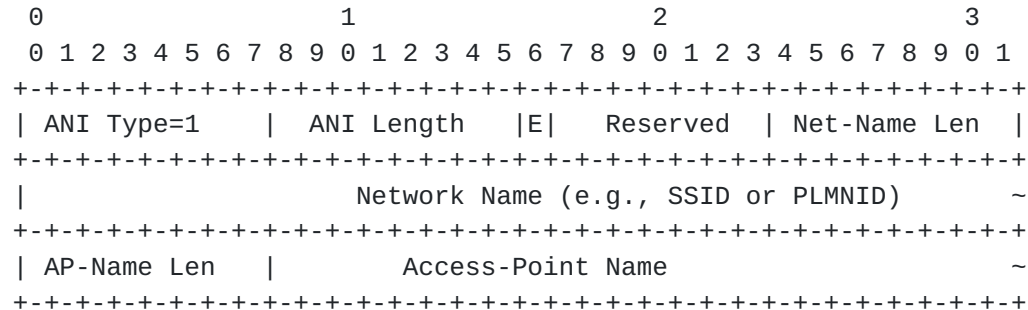 0                   1                   2                   3
 0 1 2 3 4 5 6 7 8 9 0 1 2 3 4 5 6 7 8 9 0 1 2 3 4 5 6 7 8 9 0 1
+-+-+-+-+-+-+-+-+-+-+-+-+-+-+-+-+-+-+-+-+-+-+-+-+-+-+-+-+-+-+-+-+
| ANI Type=1    |  ANI Length   |E|   Reserved  | Net-Name Len  |
+-+-+-+-+-+-+-+-+-+-+-+-+-+-+-+-+-+-+-+-+-+-+-+-+-+-+-+-+-+-+-+-+
|                     Network Name (e.g., SSID or PLMNID)       ~
+-+-+-+-+-+-+-+-+-+-+-+-+-+-+-+-+-+-+-+-+-+-+-+-+-+-+-+-+-+-+-+-+
| AP-Name Len   |        Access-Point Name                      ~
+-+-+-+-+-+-+-+-+-+-+-+-+-+-+-+-+-+-+-+-+-+-+-+-+-+-+-+-+-+-+-+-+